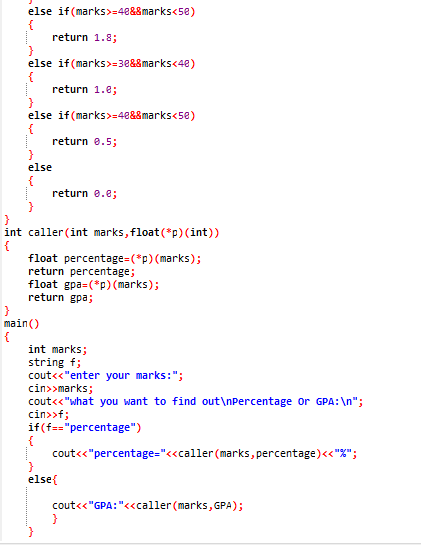 }
else if(marks>=40&&marks<50)
{
return 1.8;
}
else if(marks>=30&&marks<40)
{
return 1.0;
}
else if(marks>=40&&marks<50)
{
return 0.5;
}
else
{
return 0.0;
}
}
int caller(int marks,float(*p)(int))
{
float percentage=(*p)(marks);
return percentage;
float gpa=(*p)(marks);
return gpa;
}
main()
{
int marks;
string f;
cout<<"enter your marks:";
cin>>marks;
cout<<"what you want to find out\nPercentage Or GPA:\n";
cin>>f;
if(f=="percentage")
{
cout<<"percentage="<<caller(marks,percentage)<<"%";
}
else{
cout<<"GPA:"<<caller(marks,GPA);
}
}